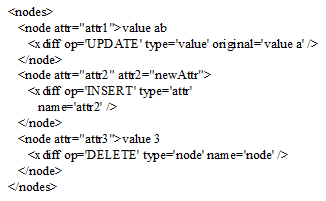 <nodes>
<node attr="attr1">value ab
<x diff op='UPDATE' type='value' original='value a' />
</node>
<node attr="attr2" attr2="newAttr">
<x diff op='INSERT' type='attr'
name='attr2' />
</node>
<node attr="attr3">value 3
<x diff op='DELETE' type='node' name='node' />
</node>
</nodes>